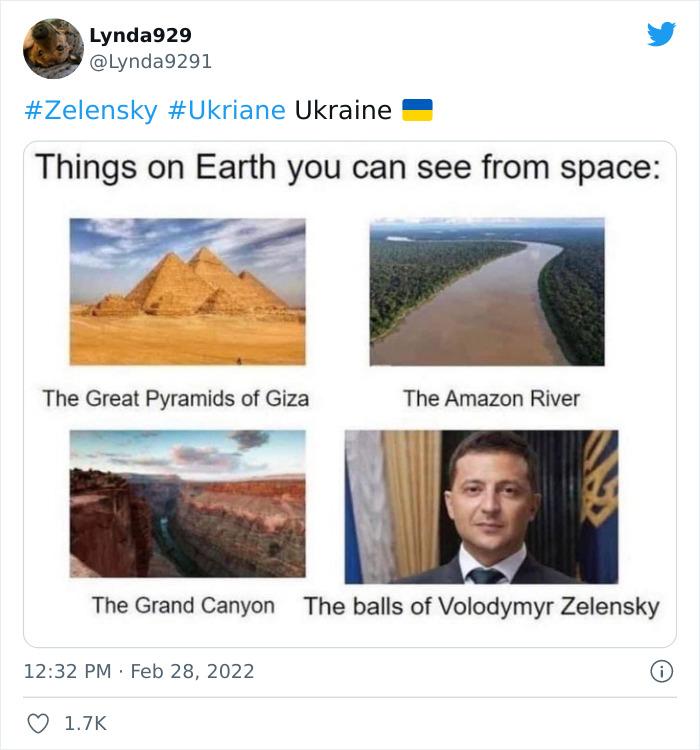 Lynda929
@Lynda9291
#Zelensky #Ukriane Ukraine
Things on Earth you can see from space:
The Great Pyramids of Giza
The Amazon River
The Grand Canyon
The balls of Volodymyr Zelensky
12:32 PM · Feb 28, 2022
1.7K